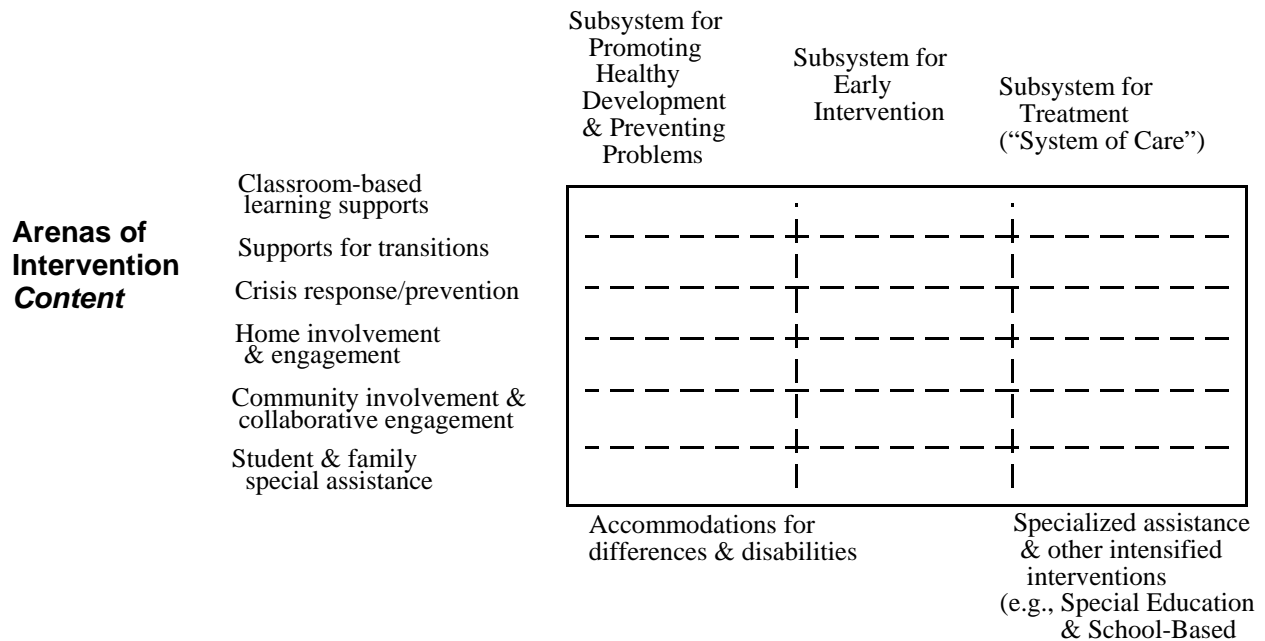 Subsystem for
Promoting
Healthy
Development
& Preventing
Problems
Subsystem for
Early
Intervention
Subsystem for
Treatment
(“System of Care”)
Arenas of
Intervention
Content
Classroom-based
learning supports
Supports for transitions
Crisis response/prevention
Home involvement
& engagement
Community involvement &
collaborative engagement
Student & family
special assistance
Accommodations for
differences & disabilities
Specialized assistance
& other intensified
interventions
(e.g., Special Education
& School-Based